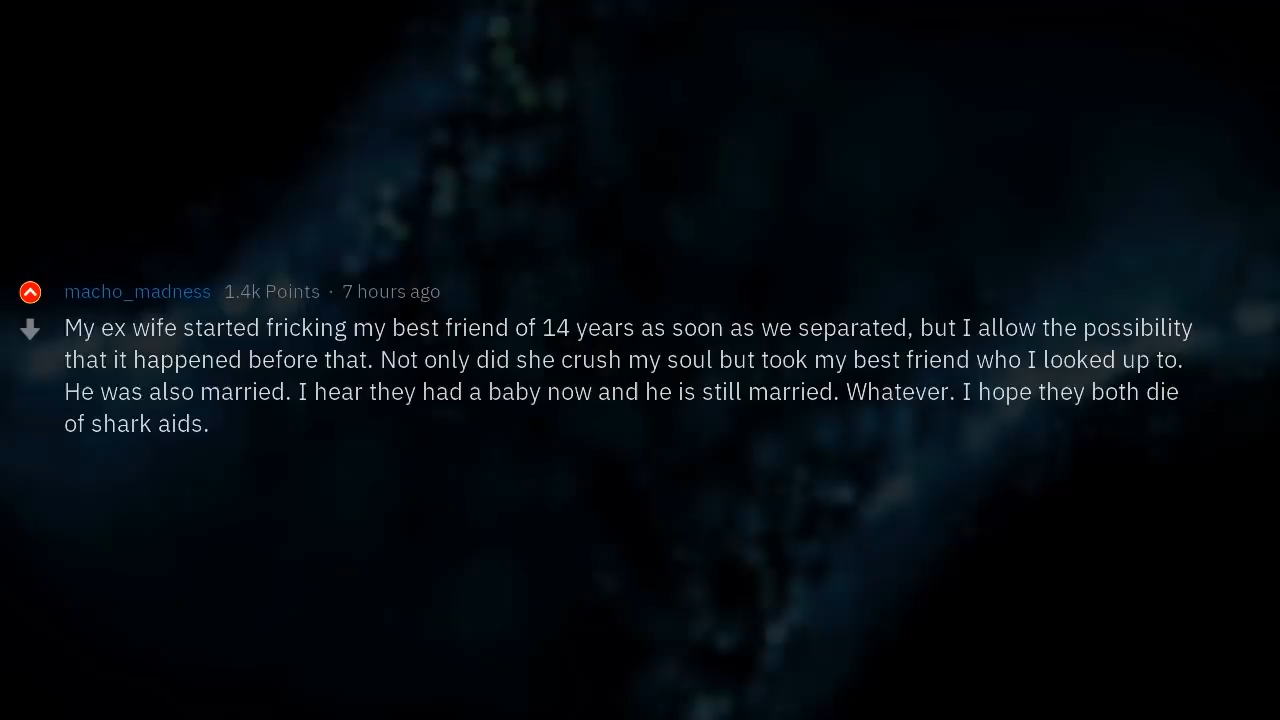 macho_madness 1.4k Points · 7 hours ago
My ex wife started fricking my best friend of 14 years as soon as we separated, but I allow the possibility
that it happened before that. Not only did she crush my soul but took my best friend who I looked up to.
He was also married. I hear they had a baby now and he is still married. Whatever. I hope they both die
of shark aids.